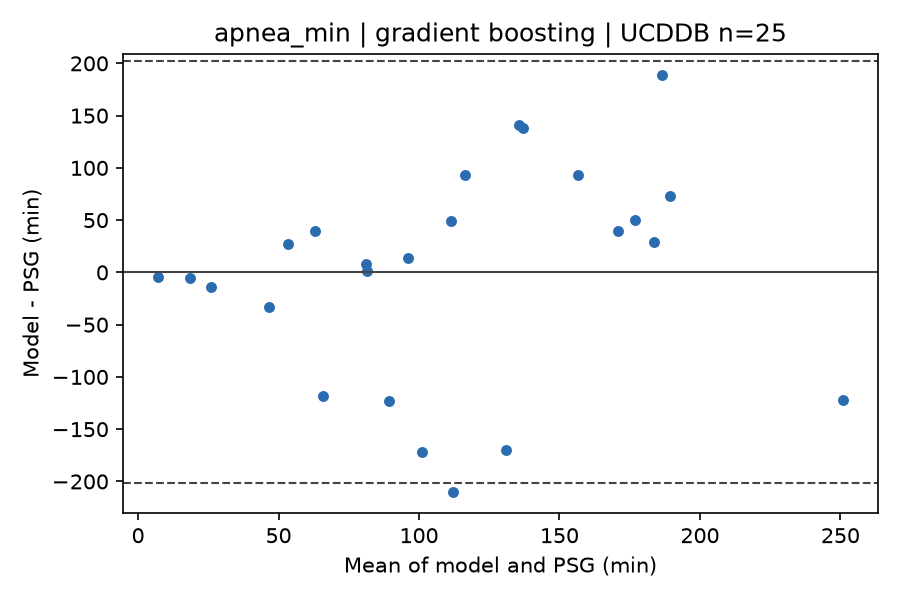 apnea_min | gradient boosting | UCDDB n=25
200
150
100
50
0
−50
−100
−150
−200
Model - PSG (min)
0 50 100 150 200 250
Mean of model and PSG (min)